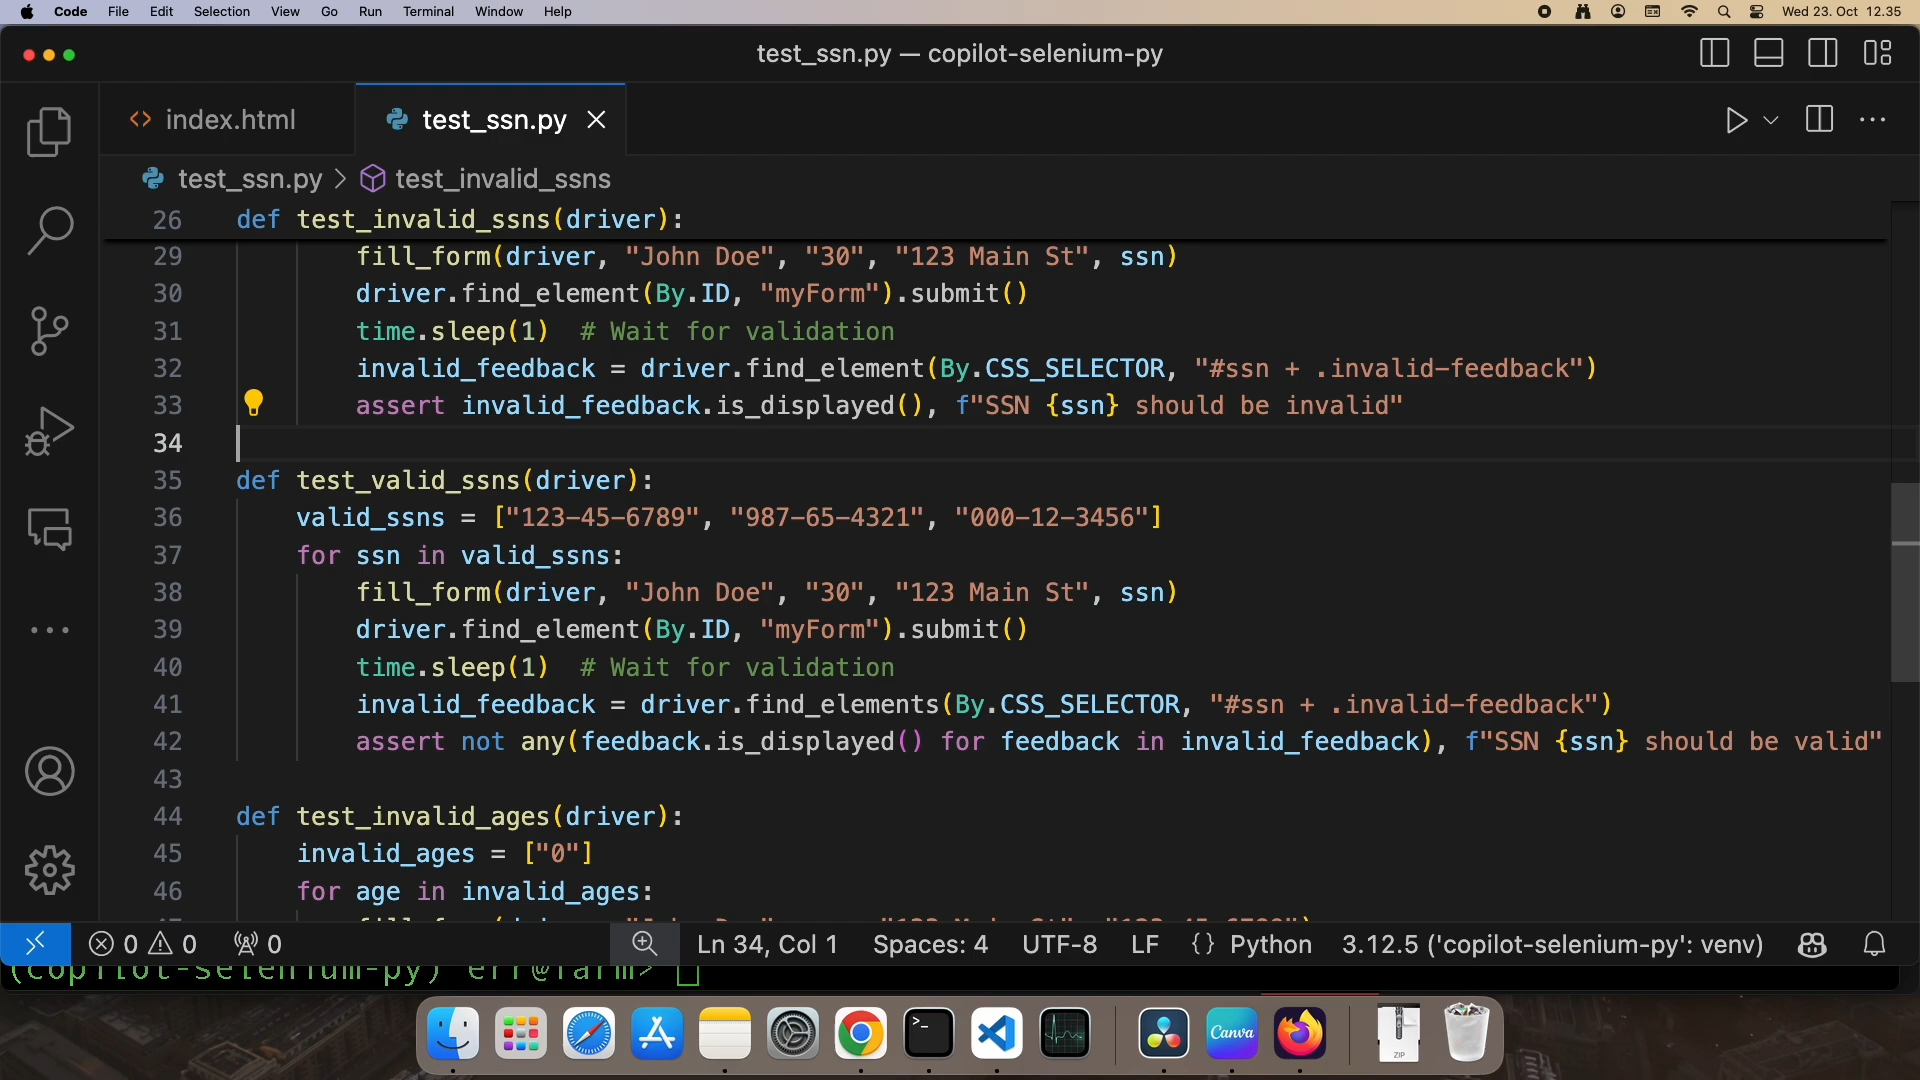 Code File Edit Selection View Go Run Terminal Window Help Wed 23. Oct 12.35
test_ssn.py — copilot-selenium-py
<> index.html test_ssn.py
test_ssn.py > test_invalid_ssns
26 def test_invalid_ssns(driver):
29 fill_form(driver, "John Doe", "30", "123 Main St", ssn)
30 driver.find_element(By.ID, "myForm").submit()
31 time.sleep(1) # Wait for validation
32 invalid_feedback = driver.find_element(By.CSS_SELECTOR, "#ssn + .invalid-feedback")
33 assert invalid_feedback.is_displayed(), f"SSN {ssn} should be invalid"
34
35 def test_valid_ssns(driver):
36 valid_ssns = ["123-45-6789", "987-65-4321", "000-12-3456"]
37 for ssn in valid_ssns:
38 fill_form(driver, "John Doe", "30", "123 Main St", ssn)
39 driver.find_element(By.ID, "myForm").submit()
40 time.sleep(1) # Wait for validation
41 invalid_feedback = driver.find_elements(By.CSS_SELECTOR, "#ssn + .invalid-feedback")
42 assert not any(feedback.is_displayed() for feedback in invalid_feedback), f"SSN {ssn} should be valid"
43
44 def test_invalid_ages(driver):
45 invalid_ages = ["0"]
46 for age in invalid_ages:
0 0 0 Ln 34, Col 1 Spaces: 4 UTF-8 LF {} Python 3.12.5 ('copilot-selenium-py': venv)
(copilot-selenium-py)
Canva
ZIP